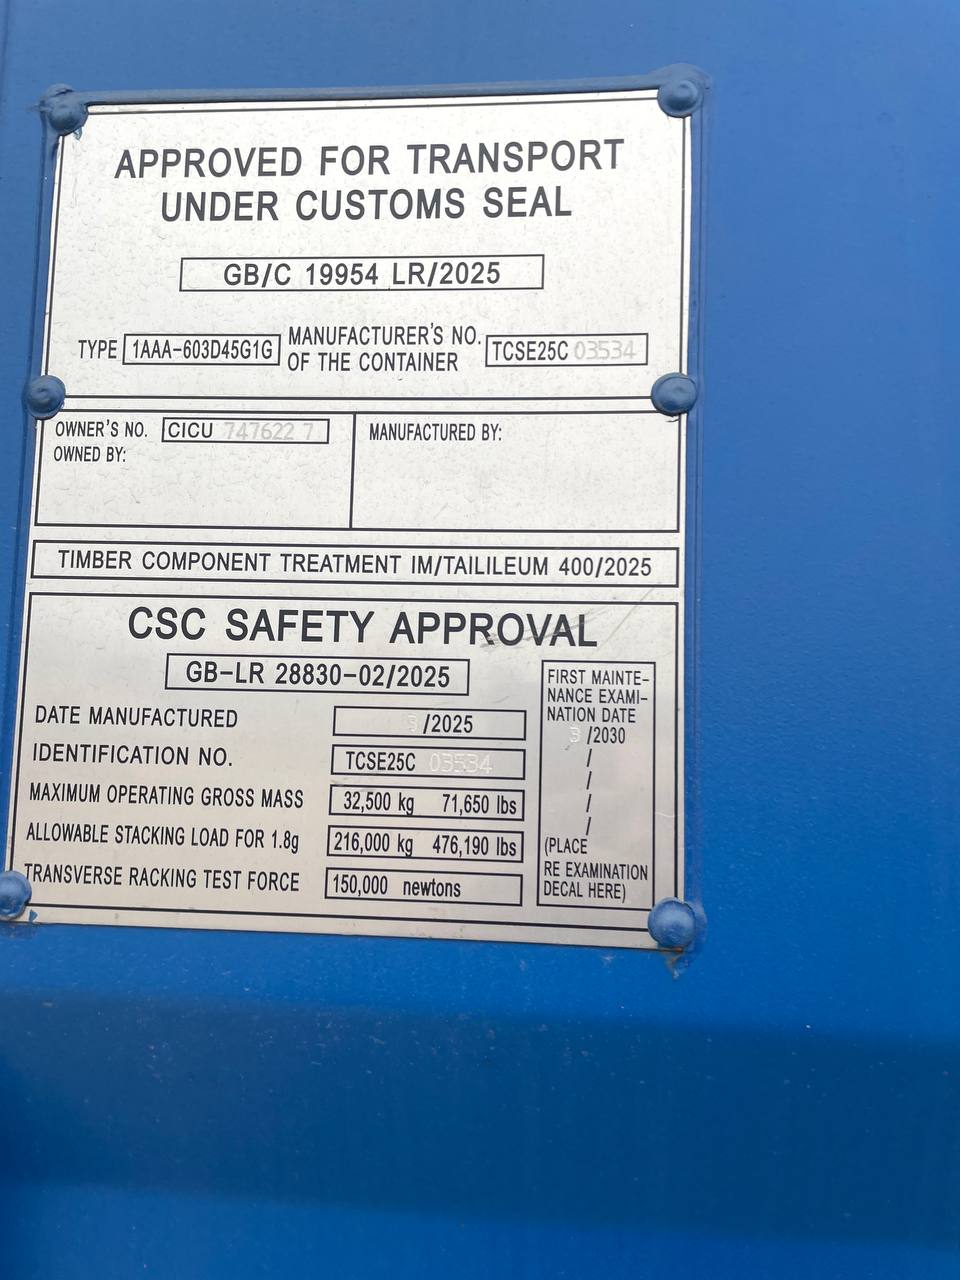 APPROVED FOR TRANSPORT
UNDER CUSTOMS SEAL
GB/C 19954 LR/2025
TYPE 1AAA-603D45G1G MANUFACTURER'S NO. OF THE CONTAINER TCSE25C 03534
OWNER'S NO. CICU 747622 7
OWNED BY:
MANUFACTURED BY:
TIMBER COMPONENT TREATMENT IM/TAILILEUM 400/2025
CSC SAFETY APPROVAL
GB-LR 28830-02/2025
DATE MANUFACTURED 3/2025
IDENTIFICATION NO. TCSE25C 03534
MAXIMUM OPERATING GROSS MASS 32,500 kg 71,650 lbs
ALLOWABLE STACKING LOAD FOR 1.8g 216,000 kg 476,190 lbs
TRANSVERSE RACKING TEST FORCE 150,000 newtons
FIRST MAINTE-
NANCE EXAMI-
NATION DATE
3/2030
/
/
/
/
(PLACE
RE EXAMINATION
DECAL HERE)